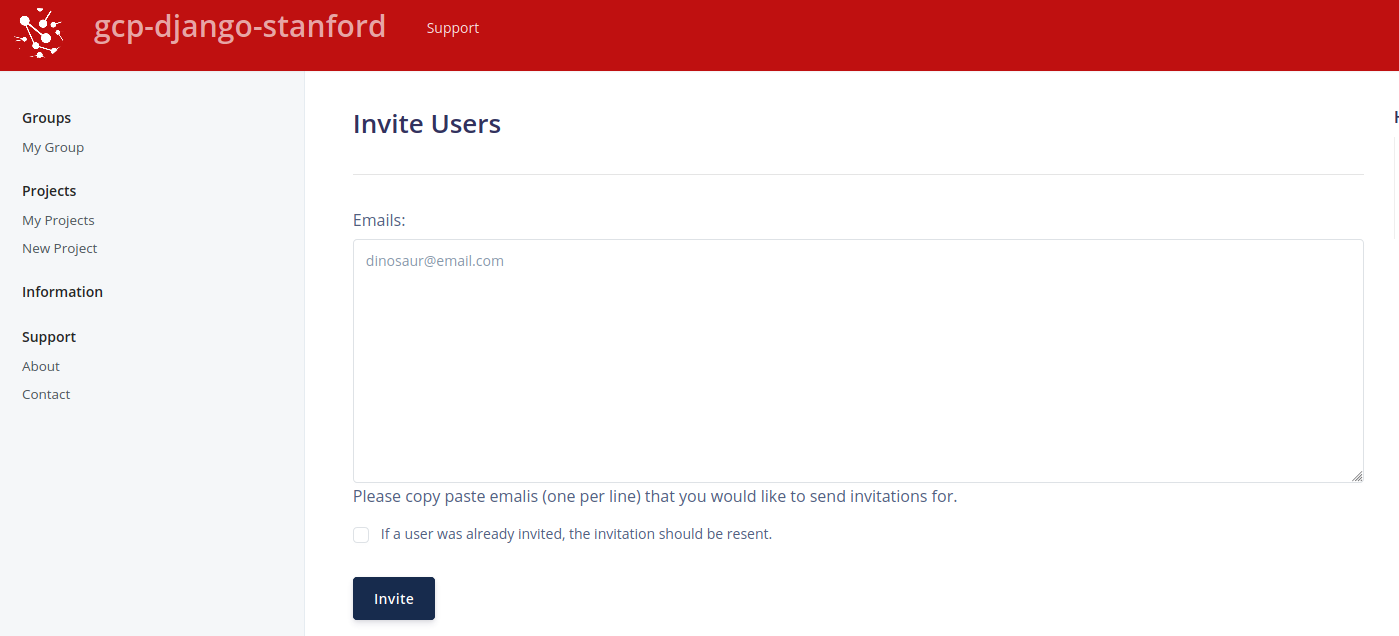 gcp-django-stanford
Support
Groups
My Group
Projects
My Projects
New Project
Information
Support
About
Contact
Invite Users
Emails:
dinosaur@email.com
Please copy paste emalis (one per line) that you would like to send invitations for.
If a user was already invited, the invitation should be resent.
Invite